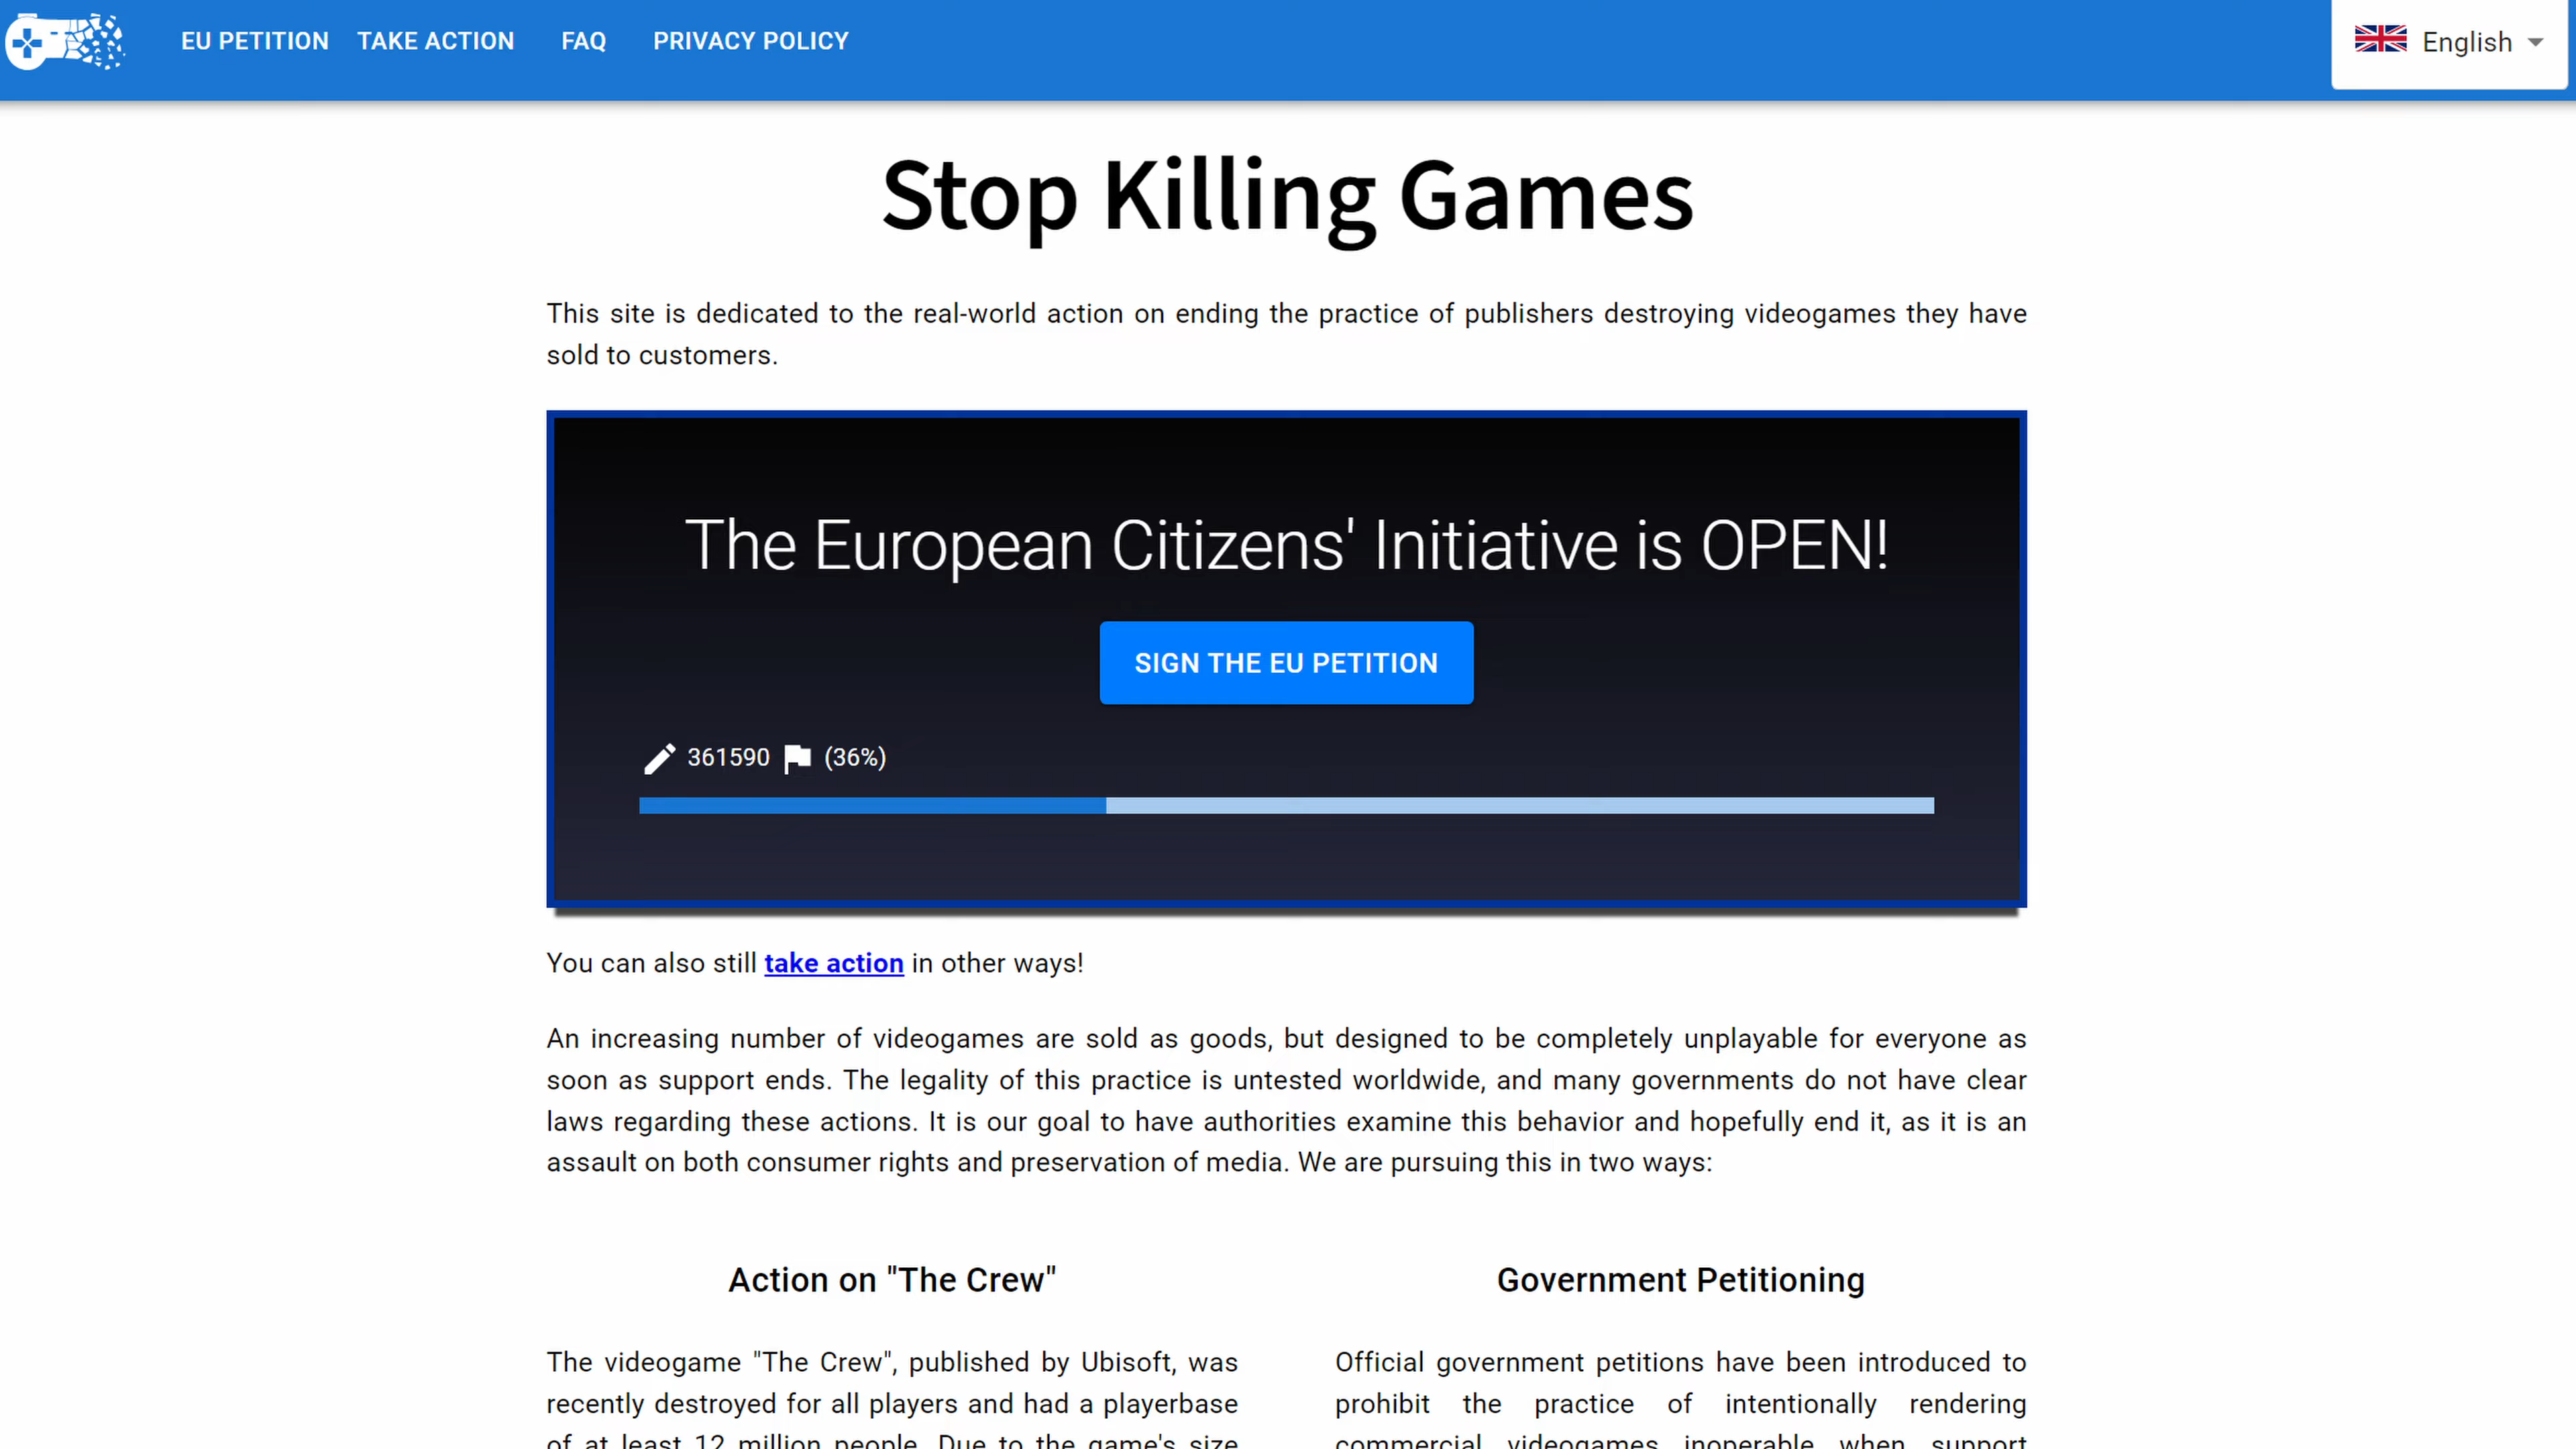 EU PETITION TAKE ACTION FAQ PRIVACY POLICY English
Stop Killing Games
This site is dedicated to the real-world action on ending the practice of publishers destroying videogames they have
sold to customers.
The European Citizens' Initiative is OPEN!
SIGN THE EU PETITION
361590 (36%)
You can also still take action in other ways!
An increasing number of videogames are sold as goods, but designed to be completely unplayable for everyone as
soon as support ends. The legality of this practice is untested worldwide, and many governments do not have clear
laws regarding these actions. It is our goal to have authorities examine this behavior and hopefully end it, as it is an
assault on both consumer rights and preservation of media. We are pursuing this in two ways:
Action on "The Crew"
The videogame "The Crew", published by Ubisoft, was
recently destroyed for all players and had a playerbase
of at least 12 million people. Due to the game's size
Government Petitioning
Official government petitions have been introduced to
prohibit the practice of intentionally rendering
commercial videogames inoperable when support